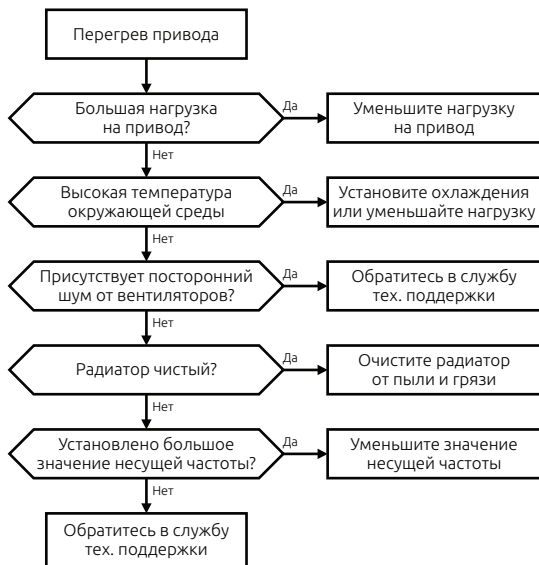 Перегрев привода
Большая нагрузка
на привод?
Да
Уменьшите нагрузку
на привод
Нет
Высокая температура
окружающей среды
Да
Установите охлаждения
или уменьшайте нагрузку
Нет
Присутствует посторонний
шум от вентиляторов?
Да
Обратитесь в службу
тех. поддержки
Нет
Радиатор чистый?
Да
Очистите радиатор
от пыли и грязи
Нет
Установлено большое
значение несущей частоты?
Да
Уменьшите значение
несущей частоты
Нет
Обратитесь в службу
тех. поддержки